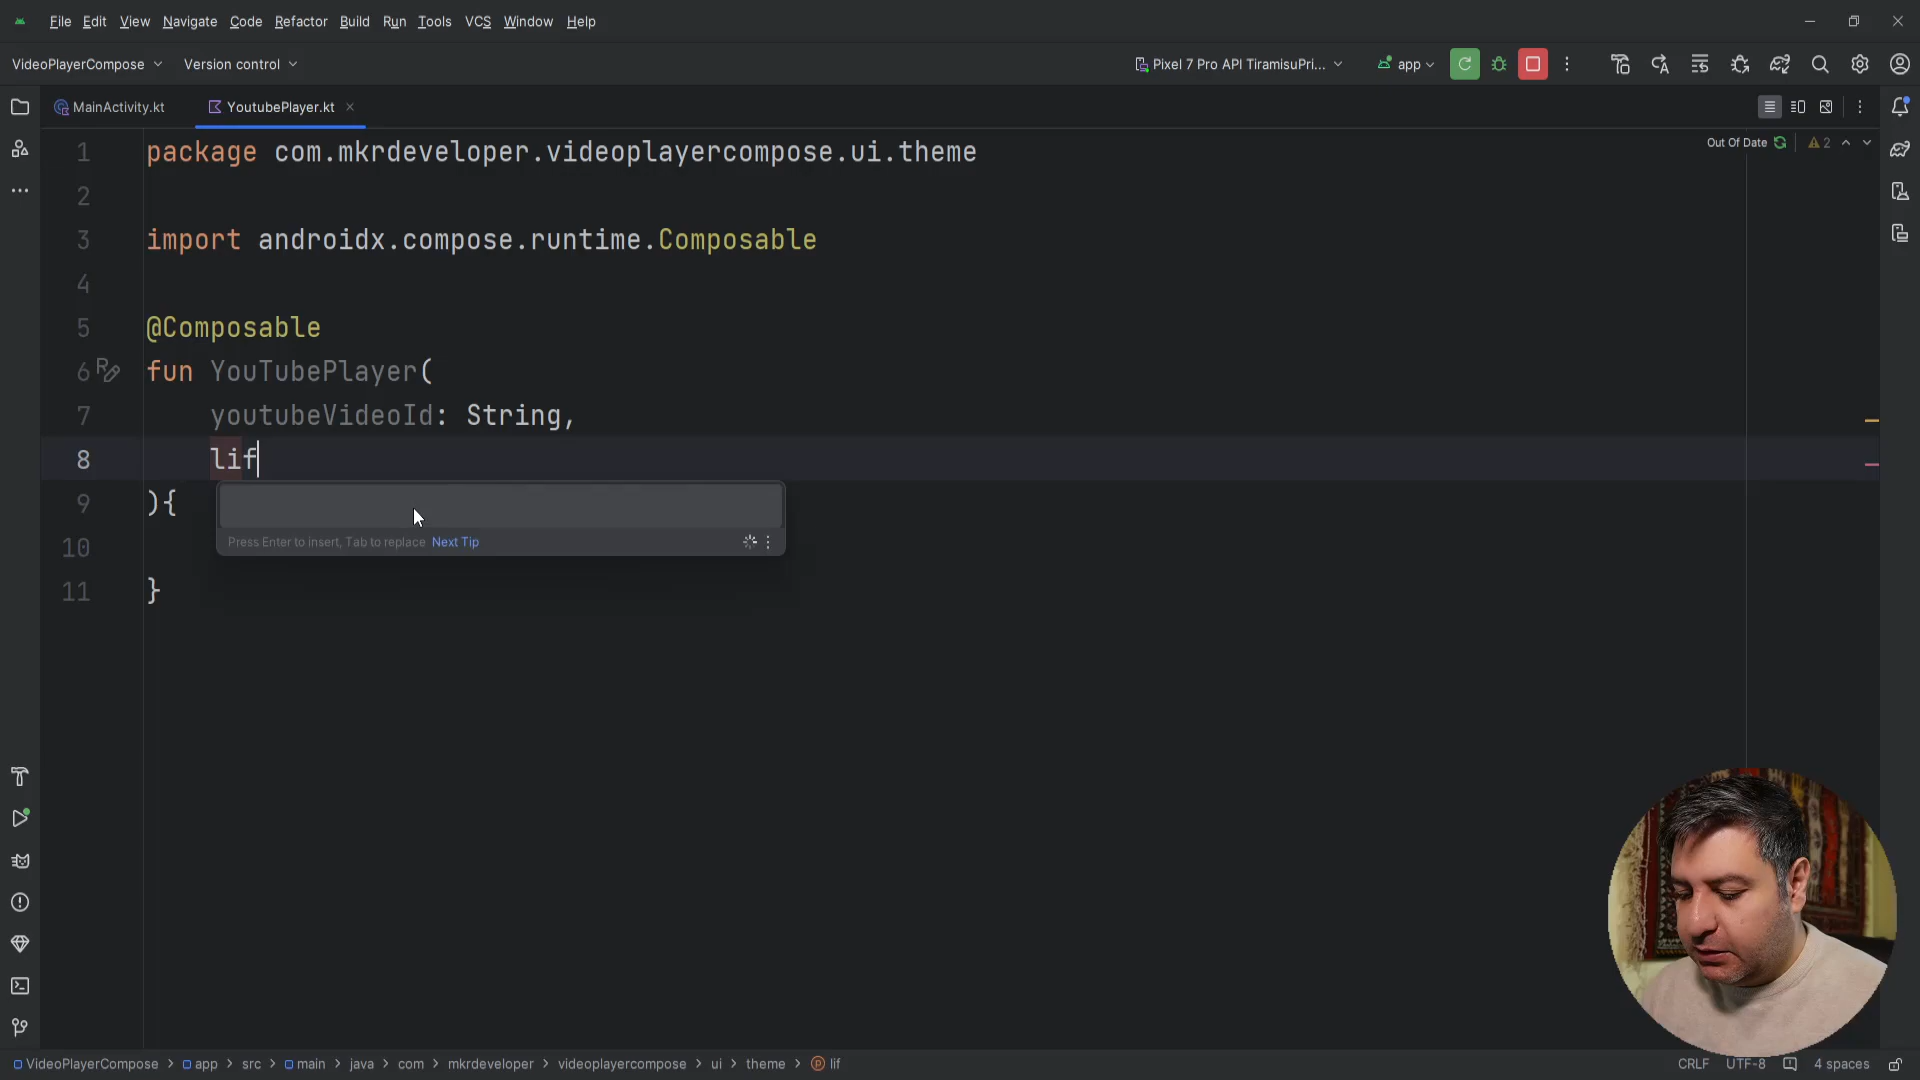 File Edit View Navigate Code Refactor Build Run Tools VCS Window Help
VideoPlayerCompose Version control Pixel 7 Pro API TiramisuPri... app
MainActivity.kt YoutubePlayer.kt
Out Of Date 2
1 package com.mkrdeveloper.videoplayercompose.ui.theme
2
3 import androidx.compose.runtime.Composable
4
5 @Composable
6 fun YouTubePlayer(
7 youtubeVideoId: String,
8 lif
9 ){
Press Enter to insert, Tab to replace Next Tip
10
11 }
VideoPlayerCompose > app > src > main > java > com > mkrdeveloper > videoplayercompose > ui > theme > lif CRLF UTF-8 4 spaces